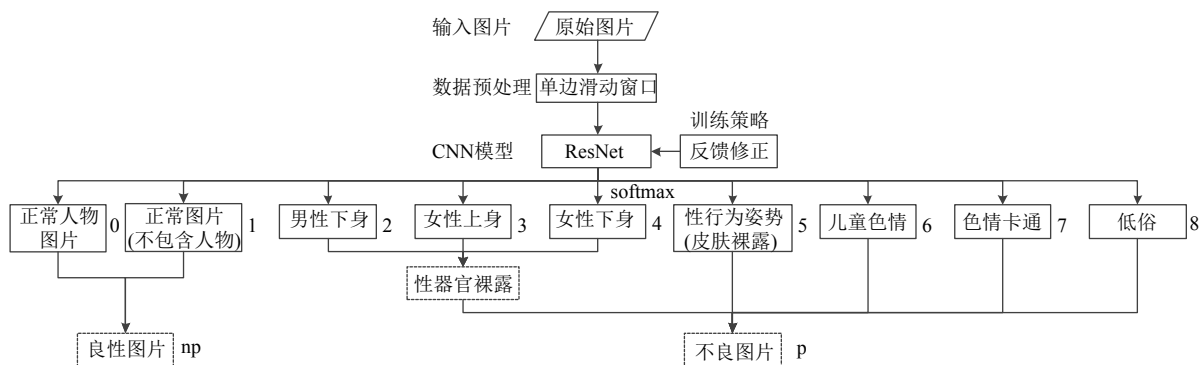 输入图片 原始图片
数据预处理 单边滑动窗口
训练策略
CNN模型 ResNet 反馈修正
softmax
正常人物图片 0
正常图片(不包含人物) 1
男性下身 2
女性上身 3
女性下身 4
性行为姿势(皮肤裸露) 5
儿童色情 6
色情卡通 7
低俗 8
性器官裸露
良性图片 np
不良图片 p